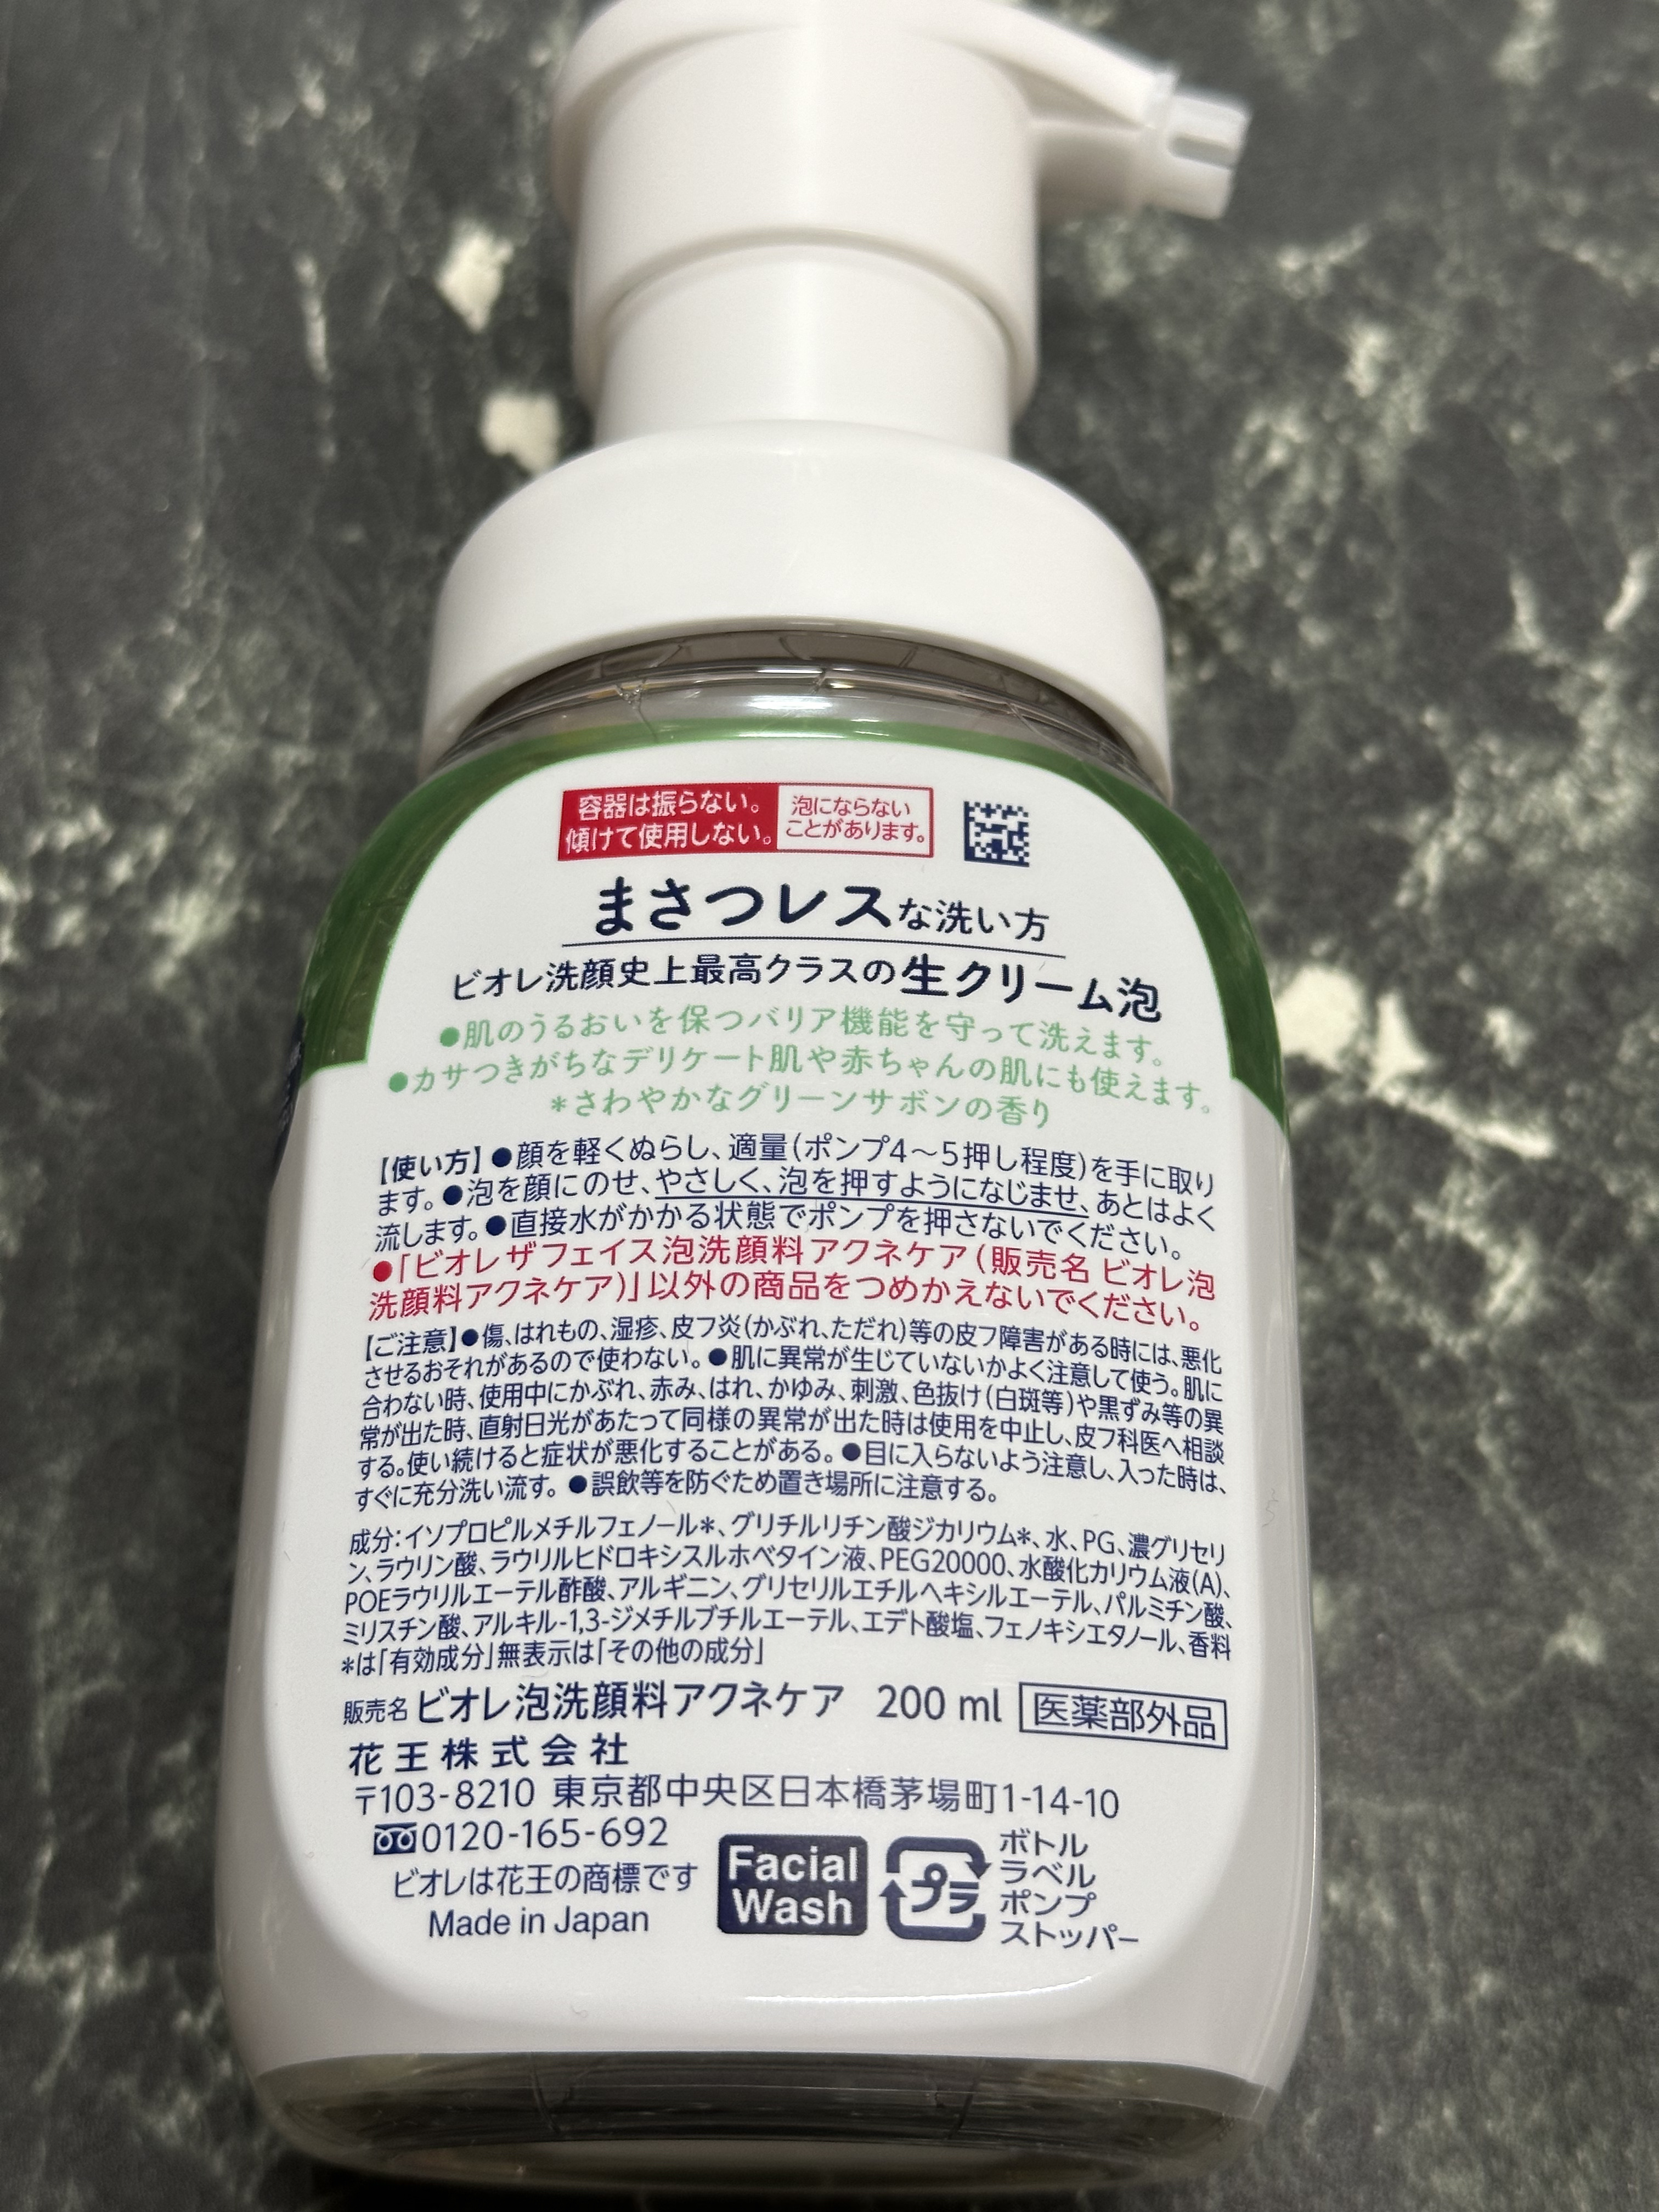 容器は振らない。
傾けて使用しない。
泡にならない
ことがあります。
まさつレスな洗い方
ビオレ洗顔史上最高クラスの生クリーム泡
●肌のうるおいを保つバリア機能を守って洗えます。
●カサつきがちなデリケート肌や赤ちゃんの肌にも使えます。
＊さわやかなグリーンサボンの香り
【使い方】●顔を軽くぬらし、適量(ポンプ4〜5押し程度)を手に取り
ます。●泡を顔にのせ、やさしく、泡を押すようになじませ、あとはよく
流します。●直接水がかかる状態でポンプを押さないでください。
●「ビオレザフェイス泡洗顔料アクネケア(販売名 ビオレ泡
洗顔料アクネケア)」以外の商品をつめかえないでください。
【ご注意】●傷、はれもの、湿疹、皮フ炎(かぶれ、ただれ)等の皮フ障害がある時には、悪化
させるおそれがあるので使わない。●肌に異常が生じていないかよく注意して使う。肌に
合わない時、使用中にかぶれ、赤み、はれ、かゆみ、刺激、色抜け(白斑等)や黒ずみ等の異
常が出た時、直射日光があたって同様の異常が出た時は使用を中止し、皮フ科医へ相談
する。使い続けると症状が悪化することがある。●目に入らないよう注意し、入った時は、
すぐに充分洗い流す。●誤飲等を防ぐため置き場所に注意する。
成分：イソプロピルメチルフェノール＊、グリチルリチン酸ジカリウム＊、水、PG、濃グリセリ
ン、ラウリン酸、ラウリルヒドロキシスルホベタイン液、PEG20000、水酸化カリウム液(A)、
POEラウリルエーテル酢酸、アルギニン、グリセリルエチルヘキシルエーテル、パルミチン酸、
ミリスチン酸、アルキル-1,3-ジメチルブチルエーテル、エデト酸塩、フェノキシエタノール、香料
＊は「有効成分」無表示は「その他の成分」
販売名 ビオレ泡洗顔料アクネケア 200 ml 医薬部外品
花王株式会社
〒103-8210 東京都中央区日本橋茅場町1-14-10
0120-165-692
ビオレは花王の商標です
Made in Japan
Facial
Wash
プラ
ボトル
ラベル
ポンプ
ストッパー